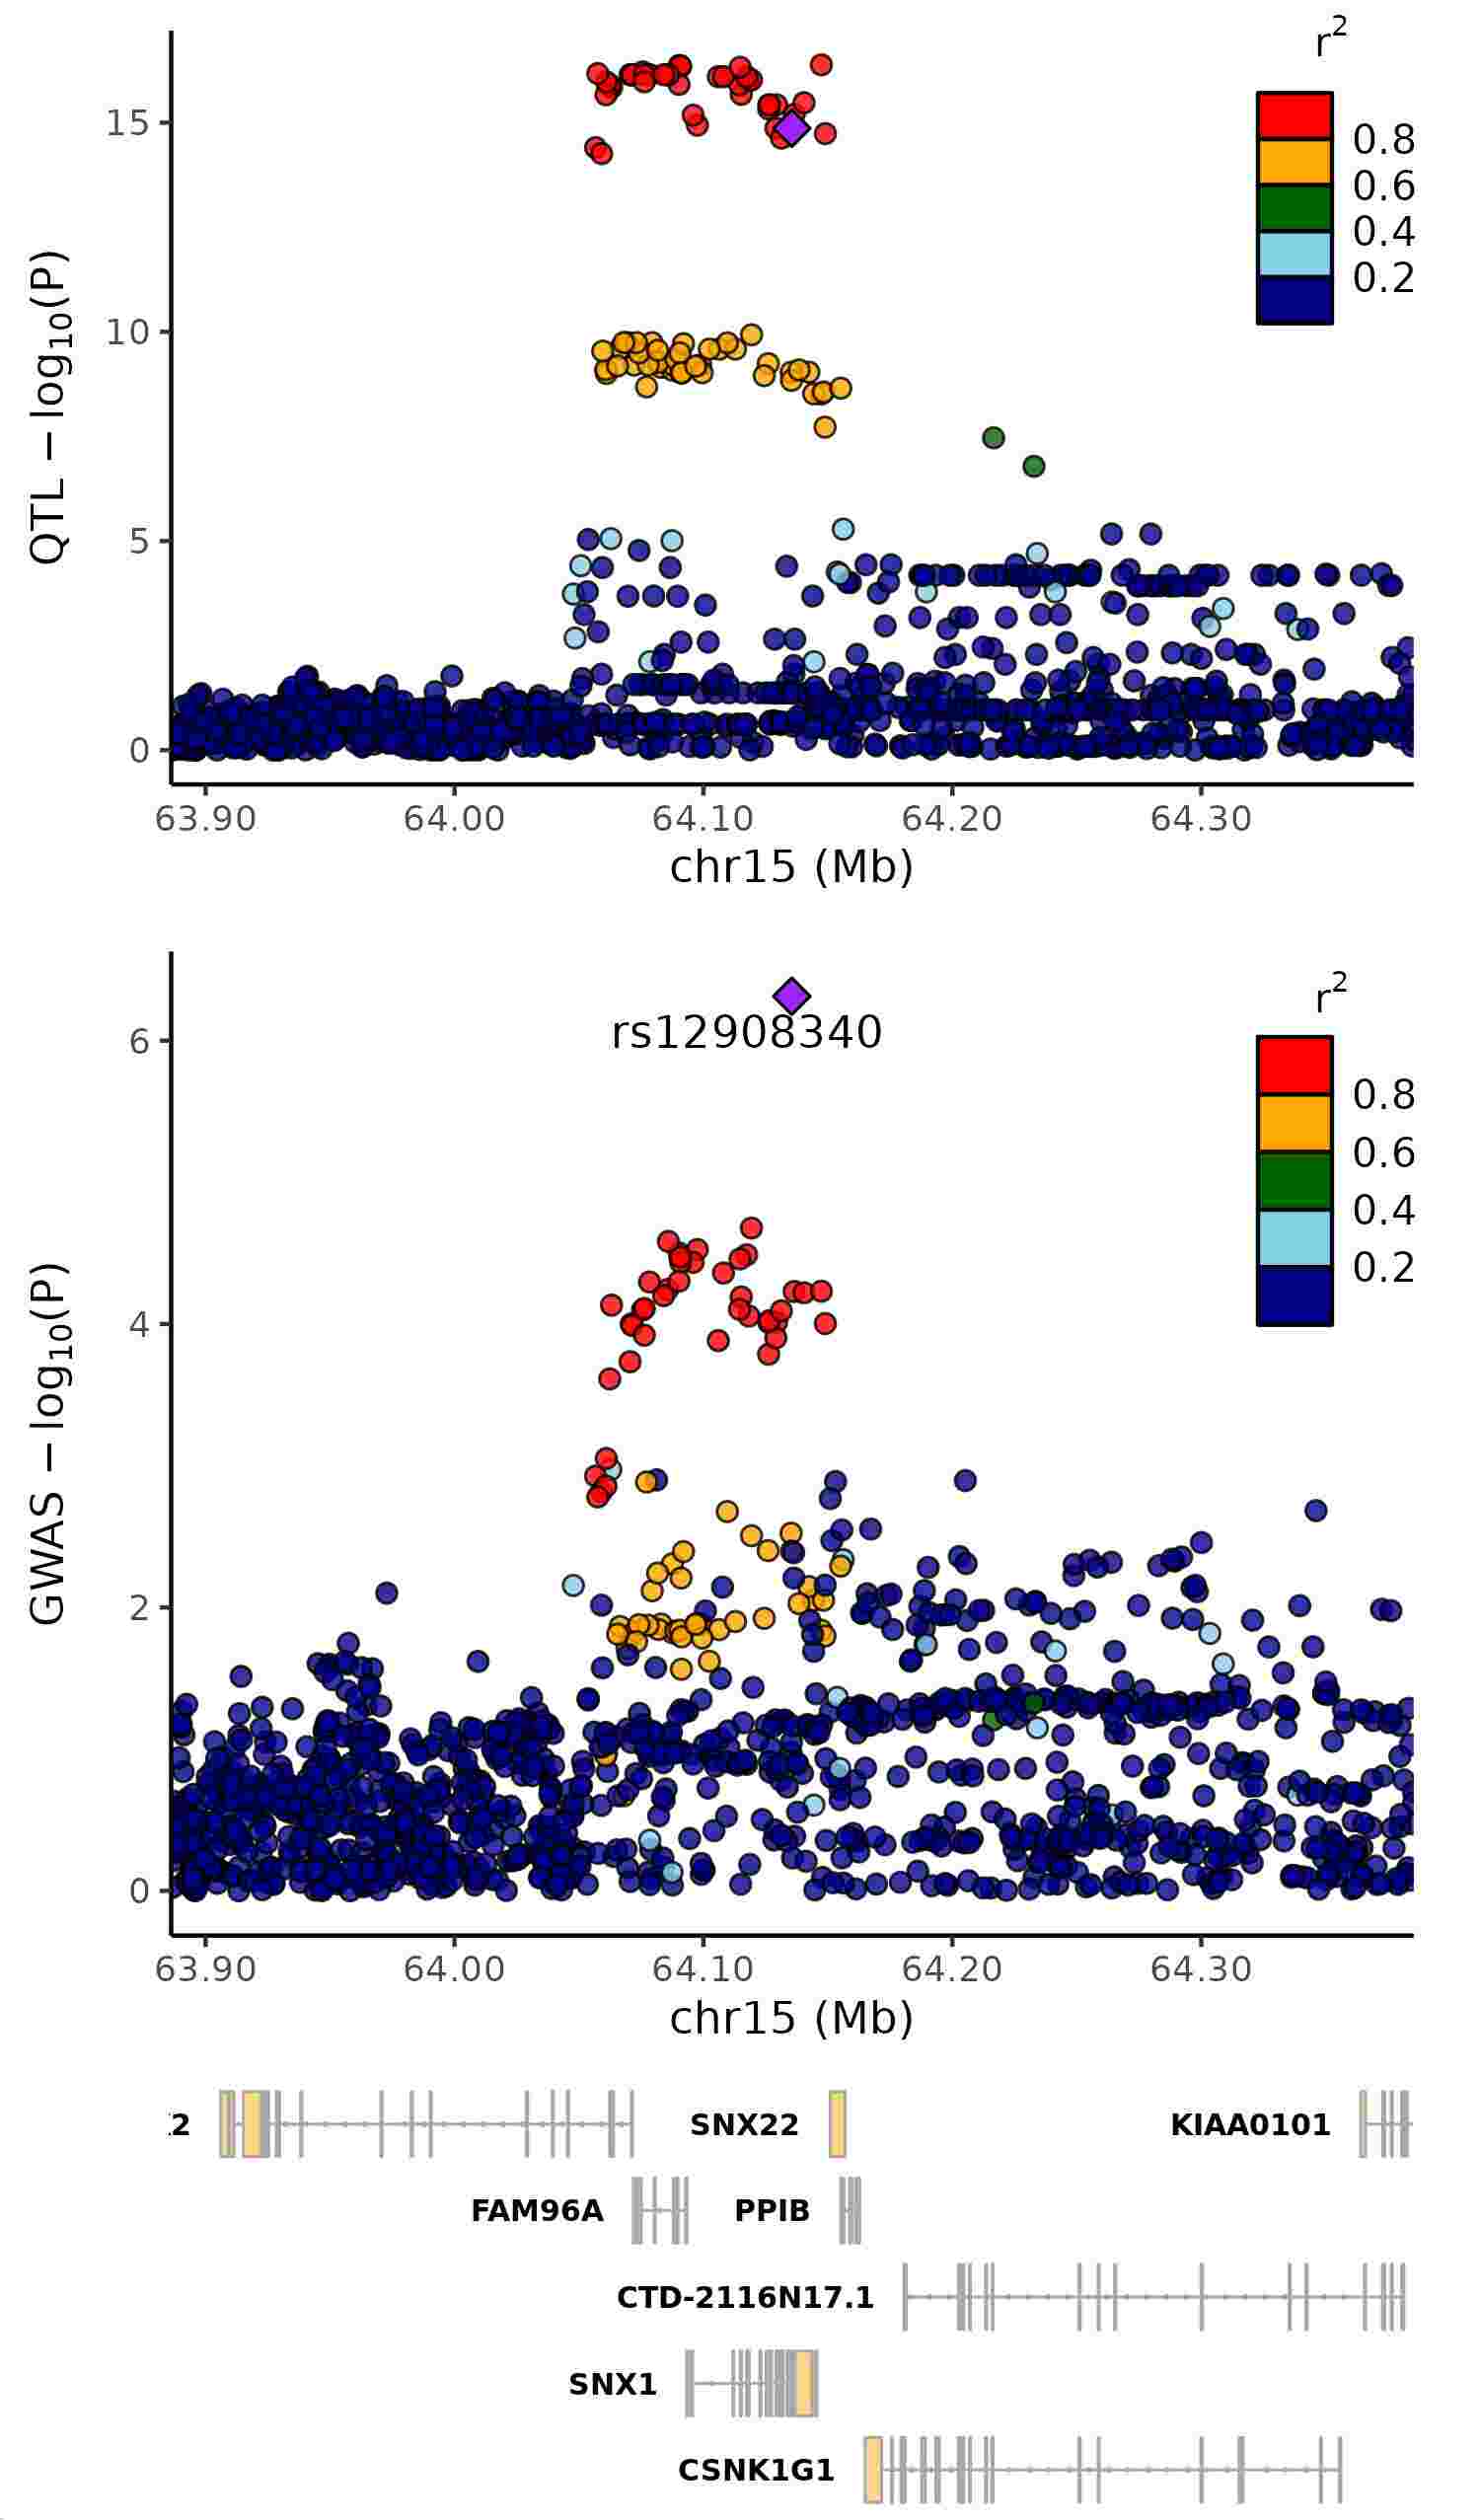 r2
15
10
5
0
0.8
0.6
0.4
0.2
QTL −log10(P)
63.90 64.00 64.10 64.20 64.30
chr15 (Mb)
rs12908340
r2
6
4
2
0
0.8
0.6
0.4
0.2
GWAS −log10(P)
63.90 64.00 64.10 64.20 64.30
chr15 (Mb)
2 SNX22 KIAA0101
FAM96A PPIB
CTD-2116N17.1
SNX1
CSNK1G1